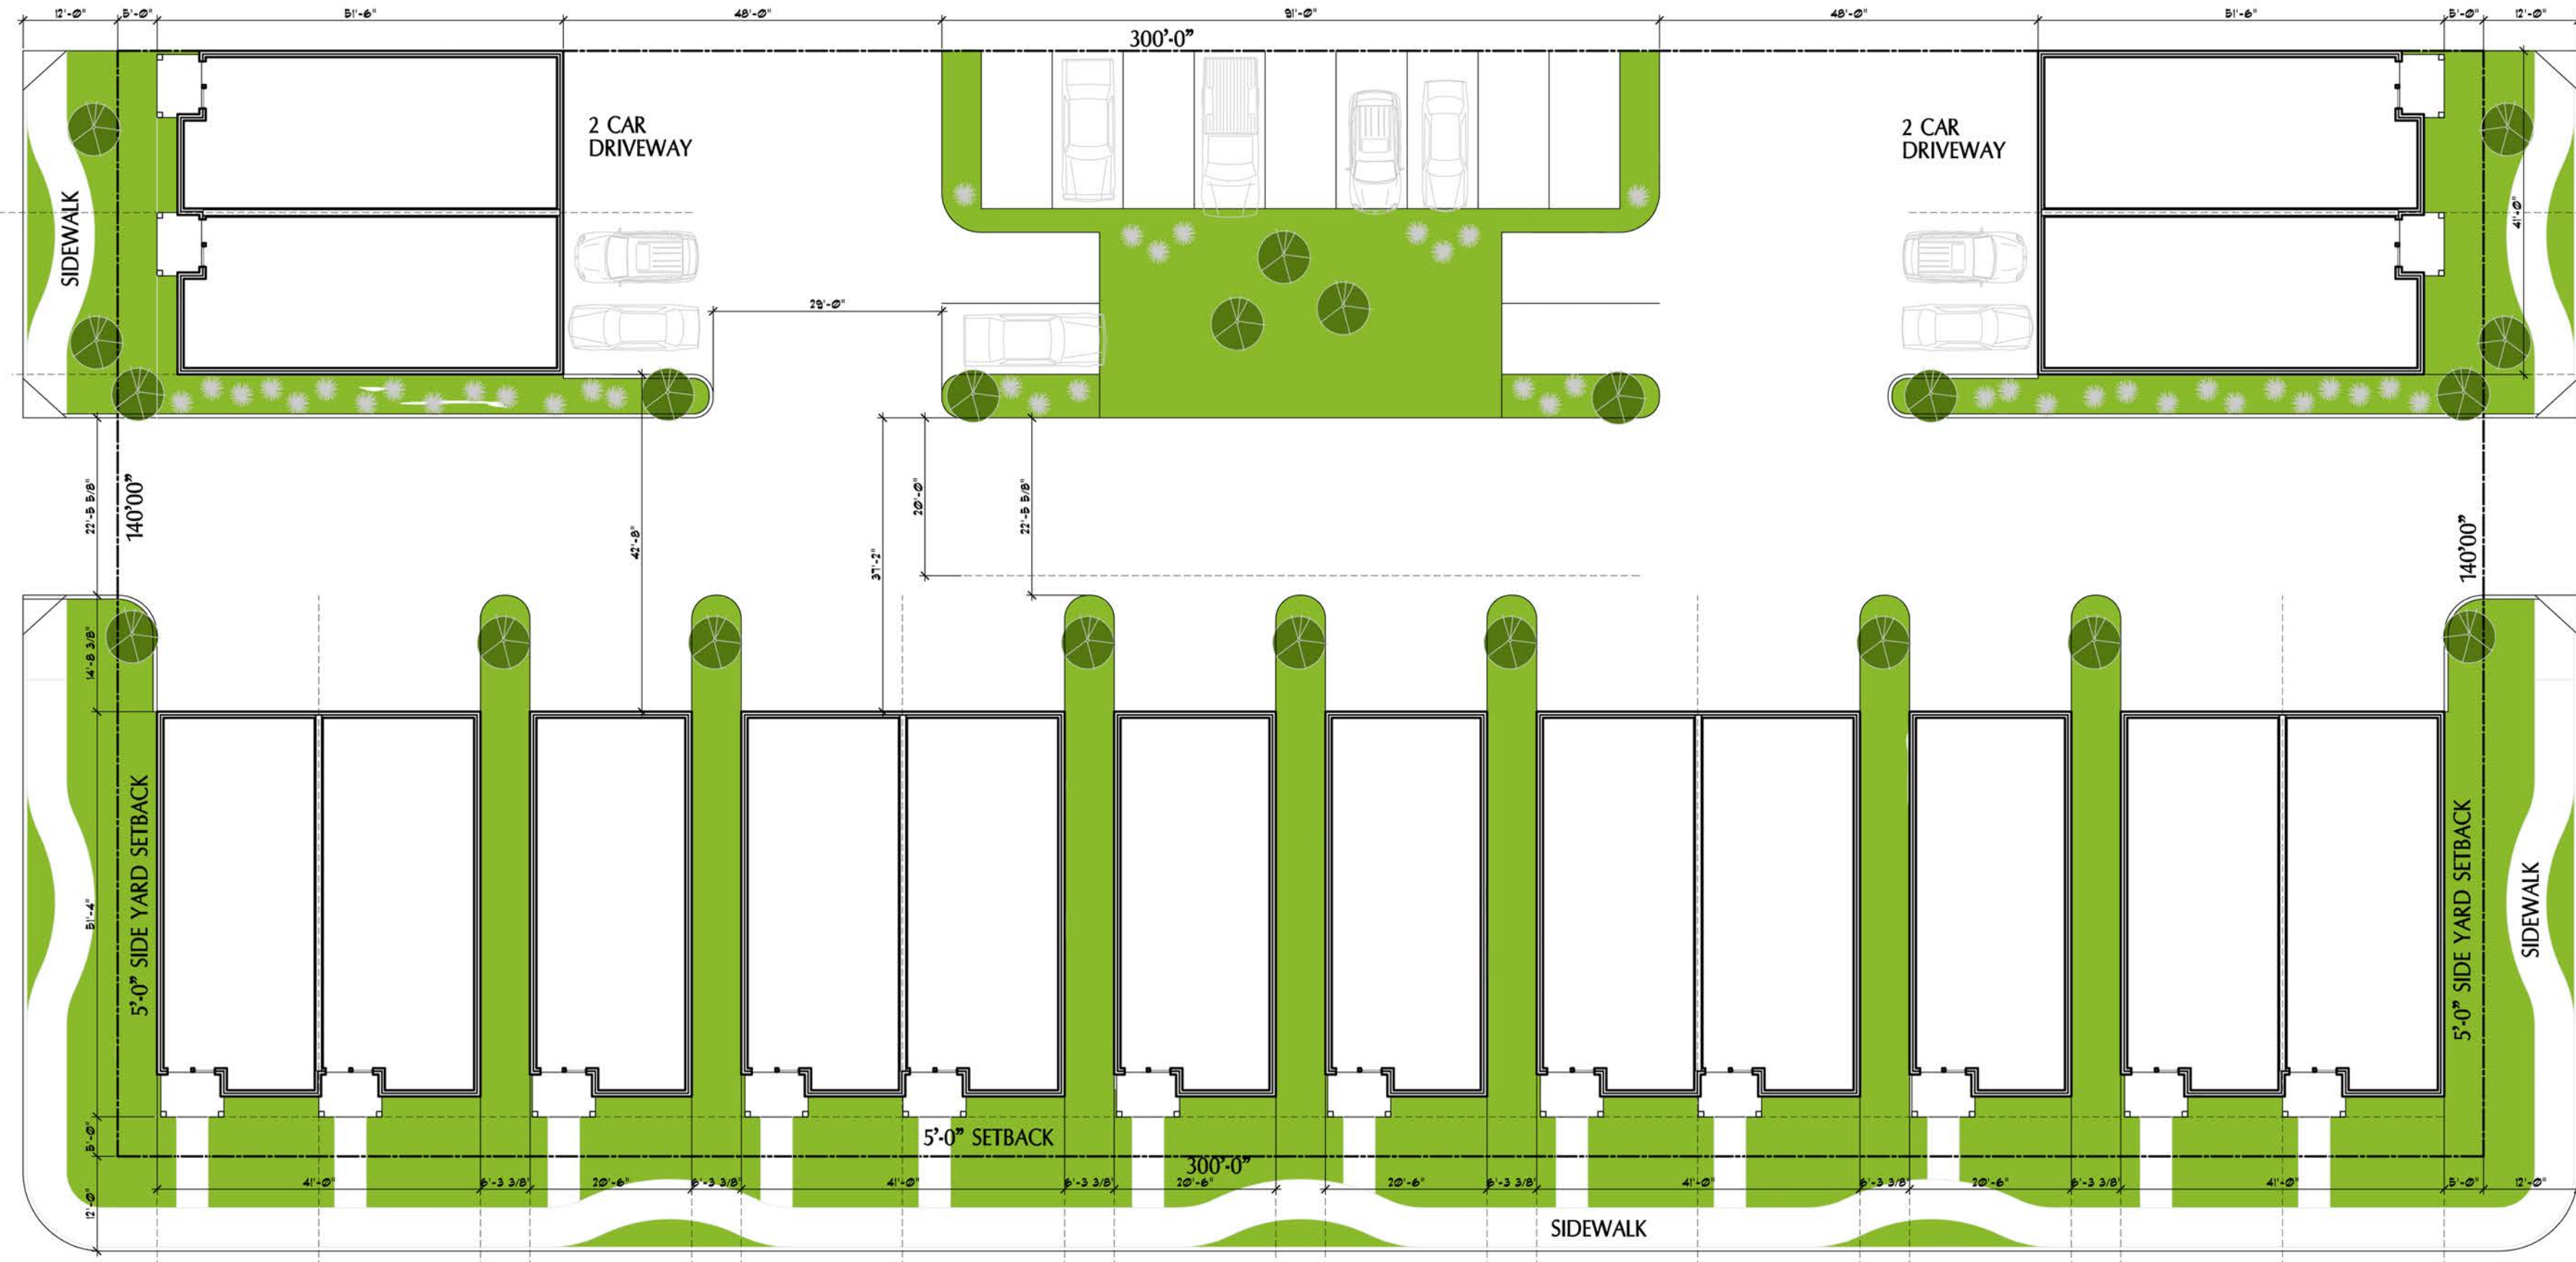 12'-0" 5'-0" 51'-6" 48'-0" 91'-0" 48'-0" 51'-6" 5'-0" 12'-0"
300'-0"
2 CAR
DRIVEWAY
2 CAR
DRIVEWAY
SIDEWALK
41'-0"
29'-0"
22'-5 5/8"
140'00"
42'-8"
37'-2"
20'-0"
22'-5 5/8"
140'00"
14'-8 3/8"
51'-4"
5'-0" SIDE YARD SETBACK
5'-0" SIDE YARD SETBACK
SIDEWALK
5'-0"
5'-0" SETBACK
300'-0"
12'-0"
41'-0" 6'-3 3/8" 20'-6" 6'-3 3/8" 41'-0" 6'-3 3/8" 20'-6" 20'-6" 6'-3 3/8" 41'-0" 6'-3 3/8" 20'-6" 6'-3 3/8" 41'-0" 5'-0" 12'-0"
SIDEWALK